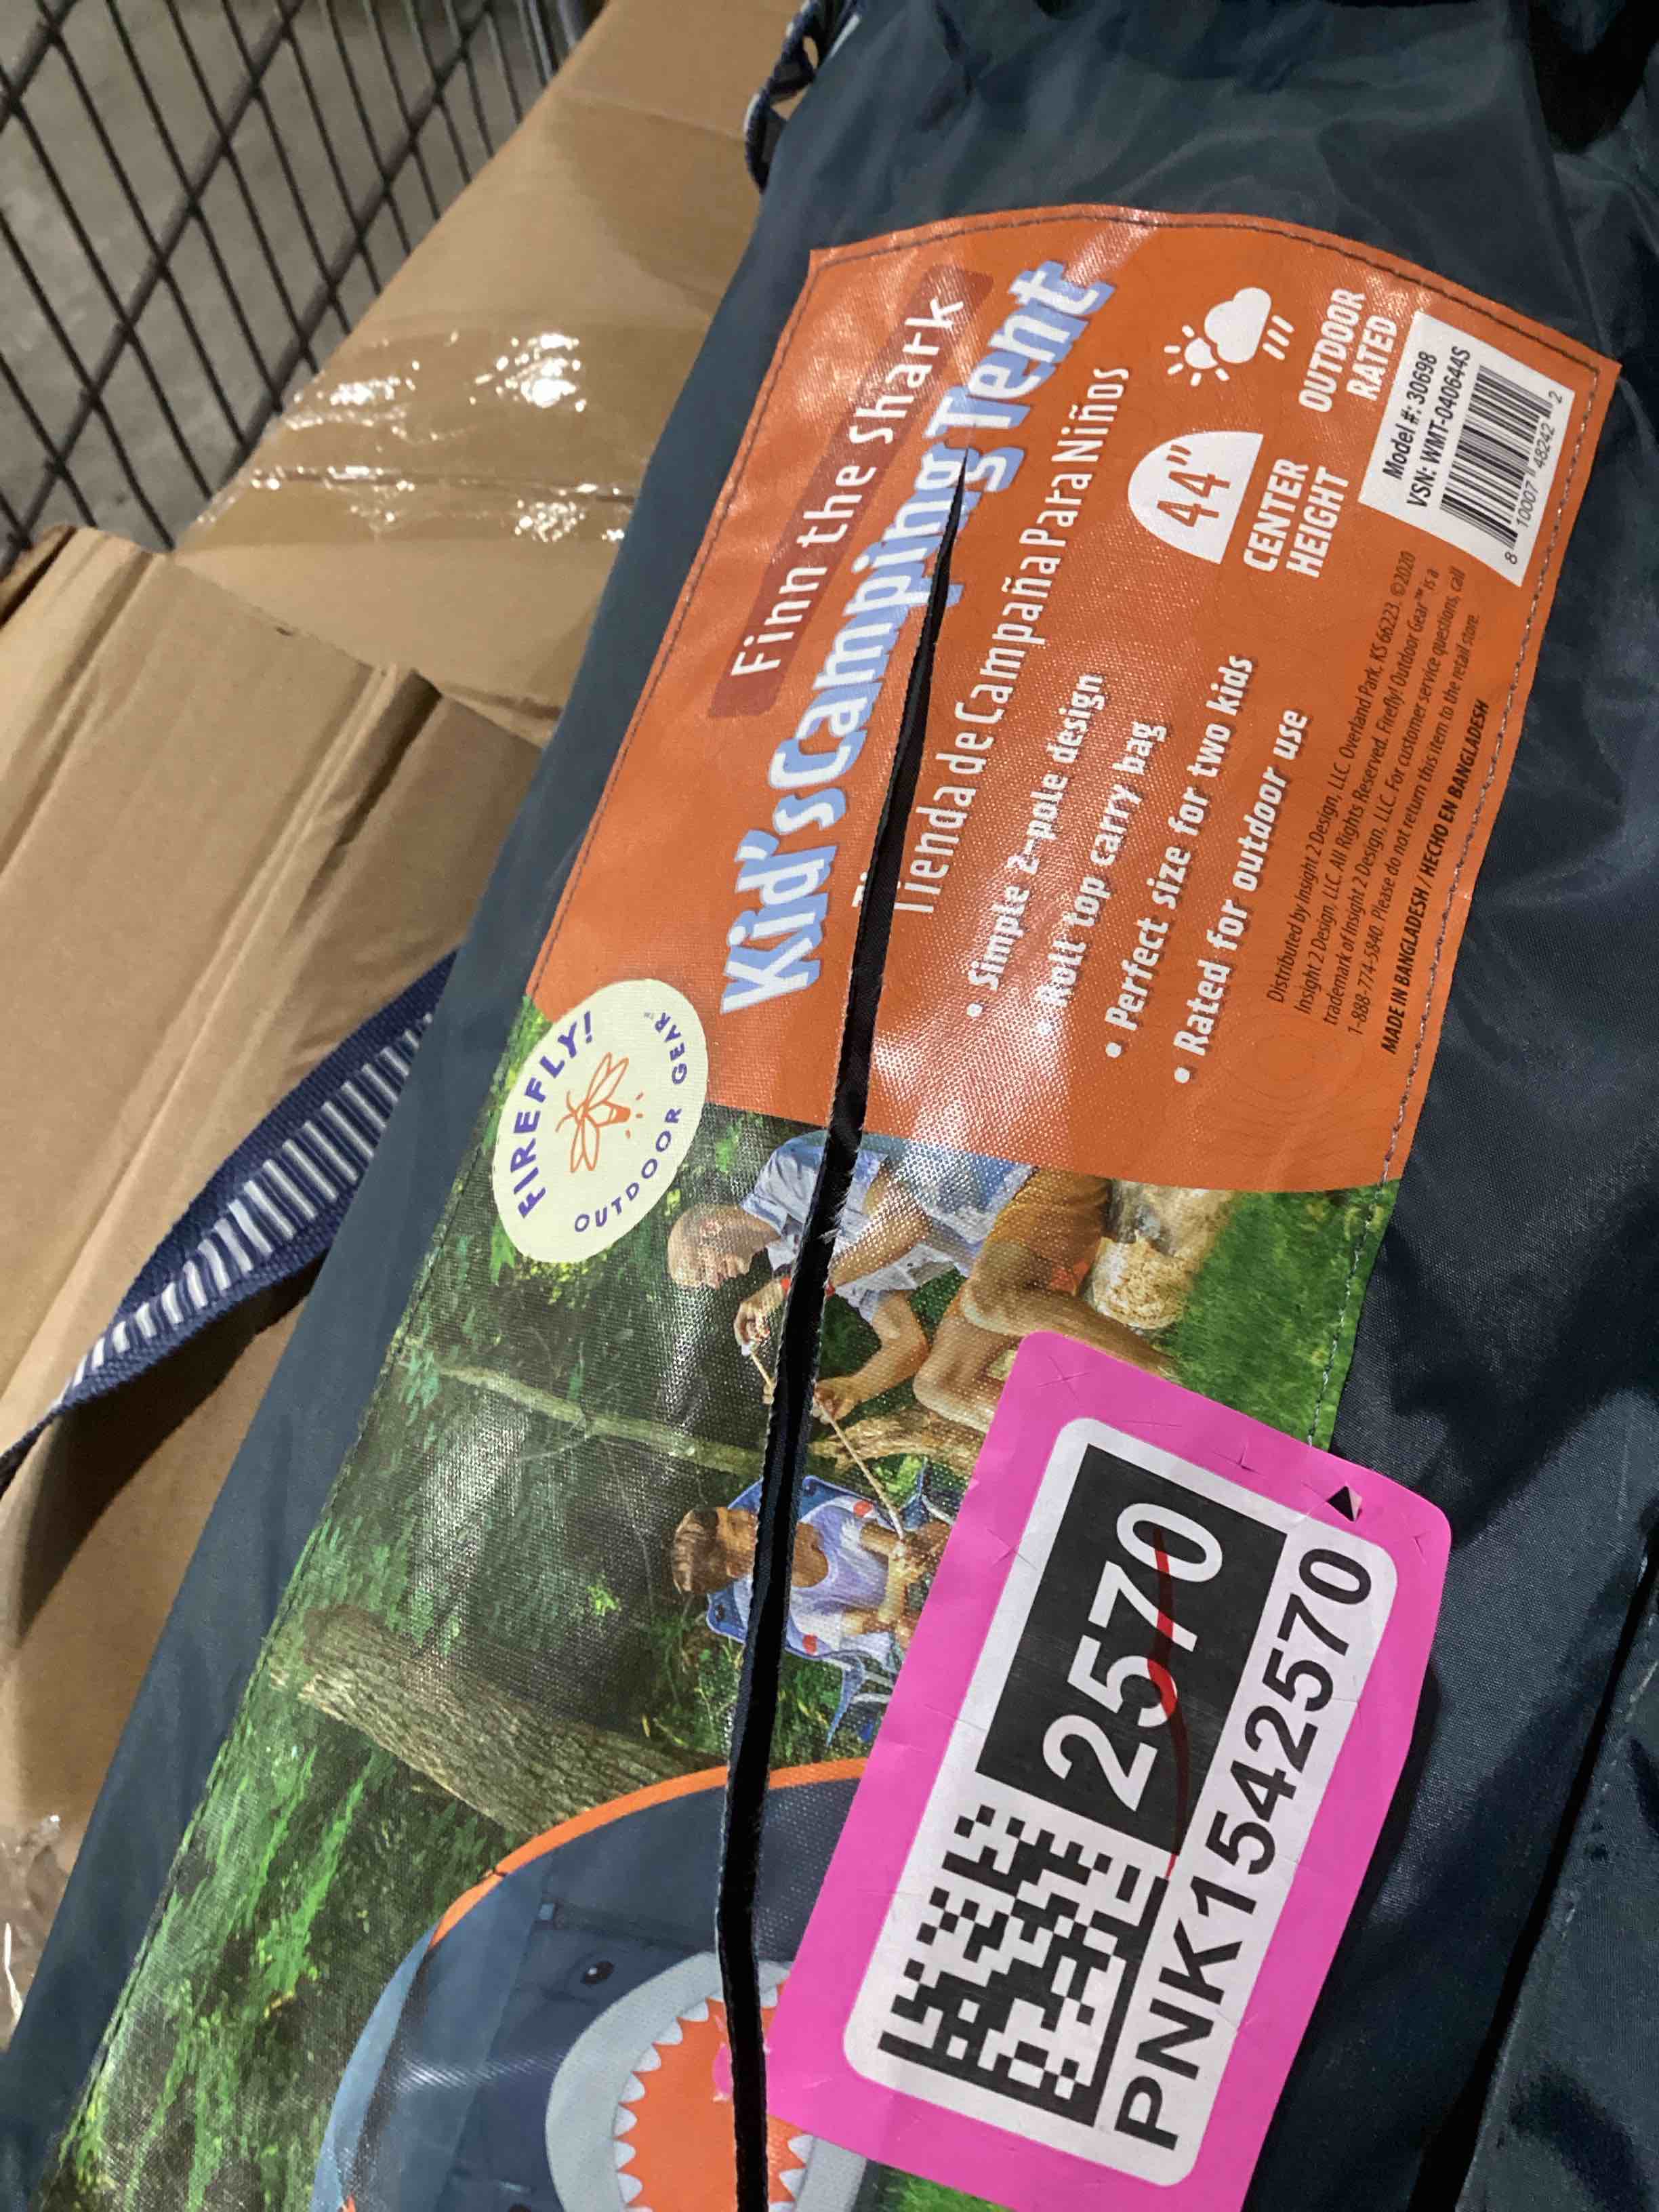 Finn the Shark
Kid's Camping Tent
Tienda de Campaña Para Niños
• Simple 2-pole design
• Roll top carry bag
• Perfect size for two kids
• Rated for outdoor use
44"
CENTER
HEIGHT
OUTDOOR
RATED
Model #: 30698
VSN: WMT-040644S
8 10007 48242 2
Distributed by Insight 2 Design, LLC. Overland Park, KS 66223. ©2020
Insight 2 Design, LLC. All Rights Reserved. Firefly! Outdoor Gear™ is a
trademark of Insight 2 Design, LLC. For customer service questions, call
1-888-774-5840. Please do not return this item to the retail store.
MADE IN BANGLADESH / HECHO EN BANGLADESH
FIREFLY!
OUTDOOR GEAR™
2570
PNK1542570